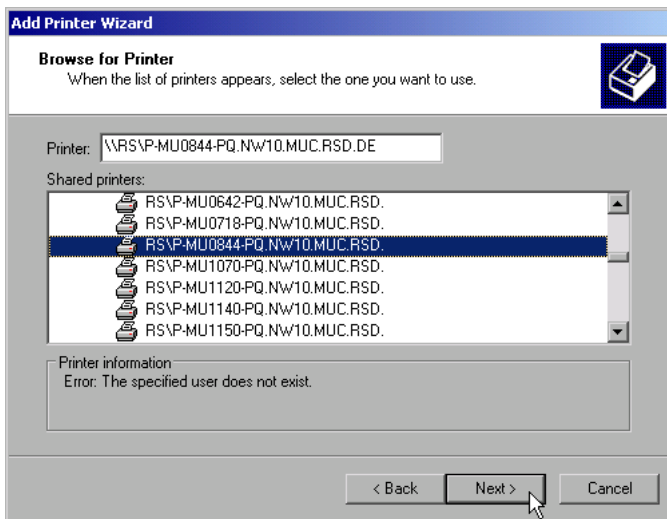 Add Printer Wizard
Browse for Printer
When the list of printers appears, select the one you want to use.
Printer: \\RS\P-MU0844-PQ.NW10.MUC.RSD.DE
Shared printers:
RS\P-MU0642-PQ.NW10.MUC.RSD.
RS\P-MU0718-PQ.NW10.MUC.RSD.
RS\P-MU0844-PQ.NW10.MUC.RSD.
RS\P-MU1070-PQ.NW10.MUC.RSD.
RS\P-MU1120-PQ.NW10.MUC.RSD.
RS\P-MU1140-PQ.NW10.MUC.RSD.
RS\P-MU1150-PQ.NW10.MUC.RSD.
Printer information
Error: The specified user does not exist.
< Back Next > Cancel